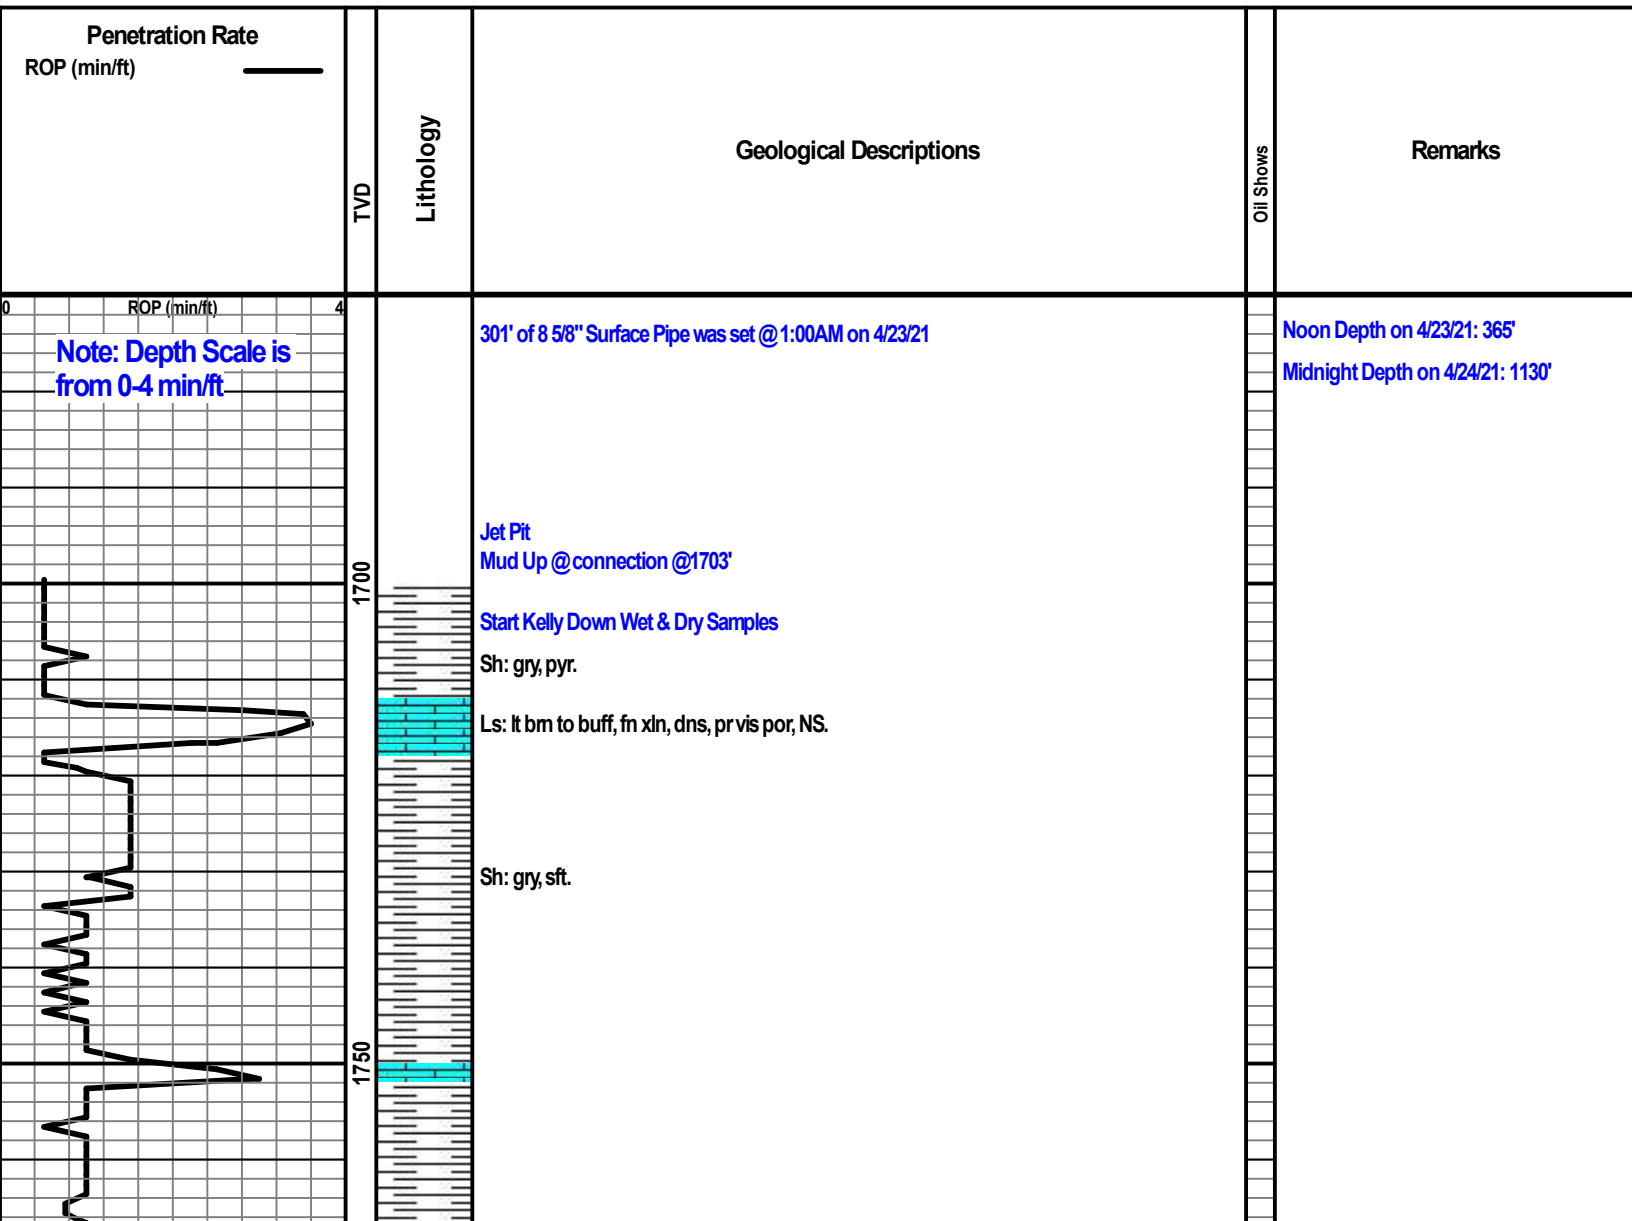 Penetration Rate
ROP (min/ft)
TVD
Lithology
Geological Descriptions
Oil Shows
Remarks
0 ROP (min/ft) 4
Note: Depth Scale is
from 0-4 min/ft
301' of 8 5/8" Surface Pipe was set @ 1:00AM on 4/23/21
Noon Depth on 4/23/21: 365'
Midnight Depth on 4/24/21: 1130'
Jet Pit
Mud Up @ connection @1703'
1700
Start Kelly Down Wet & Dry Samples
Sh: gry, pyr.
Ls: lt brn to buff, fn xln, dns, pr vis por, NS.
Sh: gry, sft.
1750